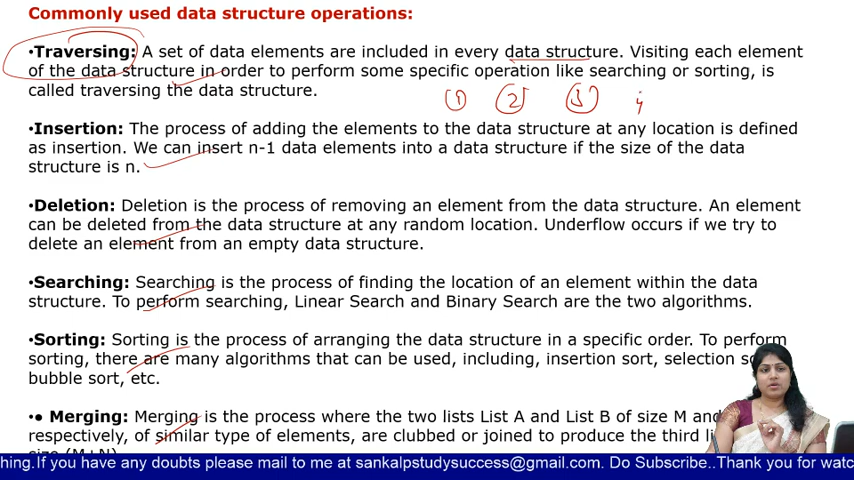 Commonly used data structure operations:
•Traversing: A set of data elements are included in every data structure. Visiting each element
of the data structure in order to perform some specific operation like searching or sorting, is
called traversing the data structure.
1 2 3
•Insertion: The process of adding the elements to the data structure at any location is defined
as insertion. We can insert n-1 data elements into a data structure if the size of the data
structure is n.
•Deletion: Deletion is the process of removing an element from the data structure. An element
can be deleted from the data structure at any random location. Underflow occurs if we try to
delete an element from an empty data structure.
•Searching: Searching is the process of finding the location of an element within the data
structure. To perform searching, Linear Search and Binary Search are the two algorithms.
•Sorting: Sorting is the process of arranging the data structure in a specific order. To perform
sorting, there are many algorithms that can be used, including, insertion sort, selection
bubble sort, etc.
•● Merging: Merging is the process where the two lists List A and List B of size M and
respectively, of similar type of elements, are clubbed or joined to produce the third
size (M+N)
hing.If you have any doubts please mail to me at sankalpstudysuccess@gmail.com. Do Subscribe..Thank you for watc